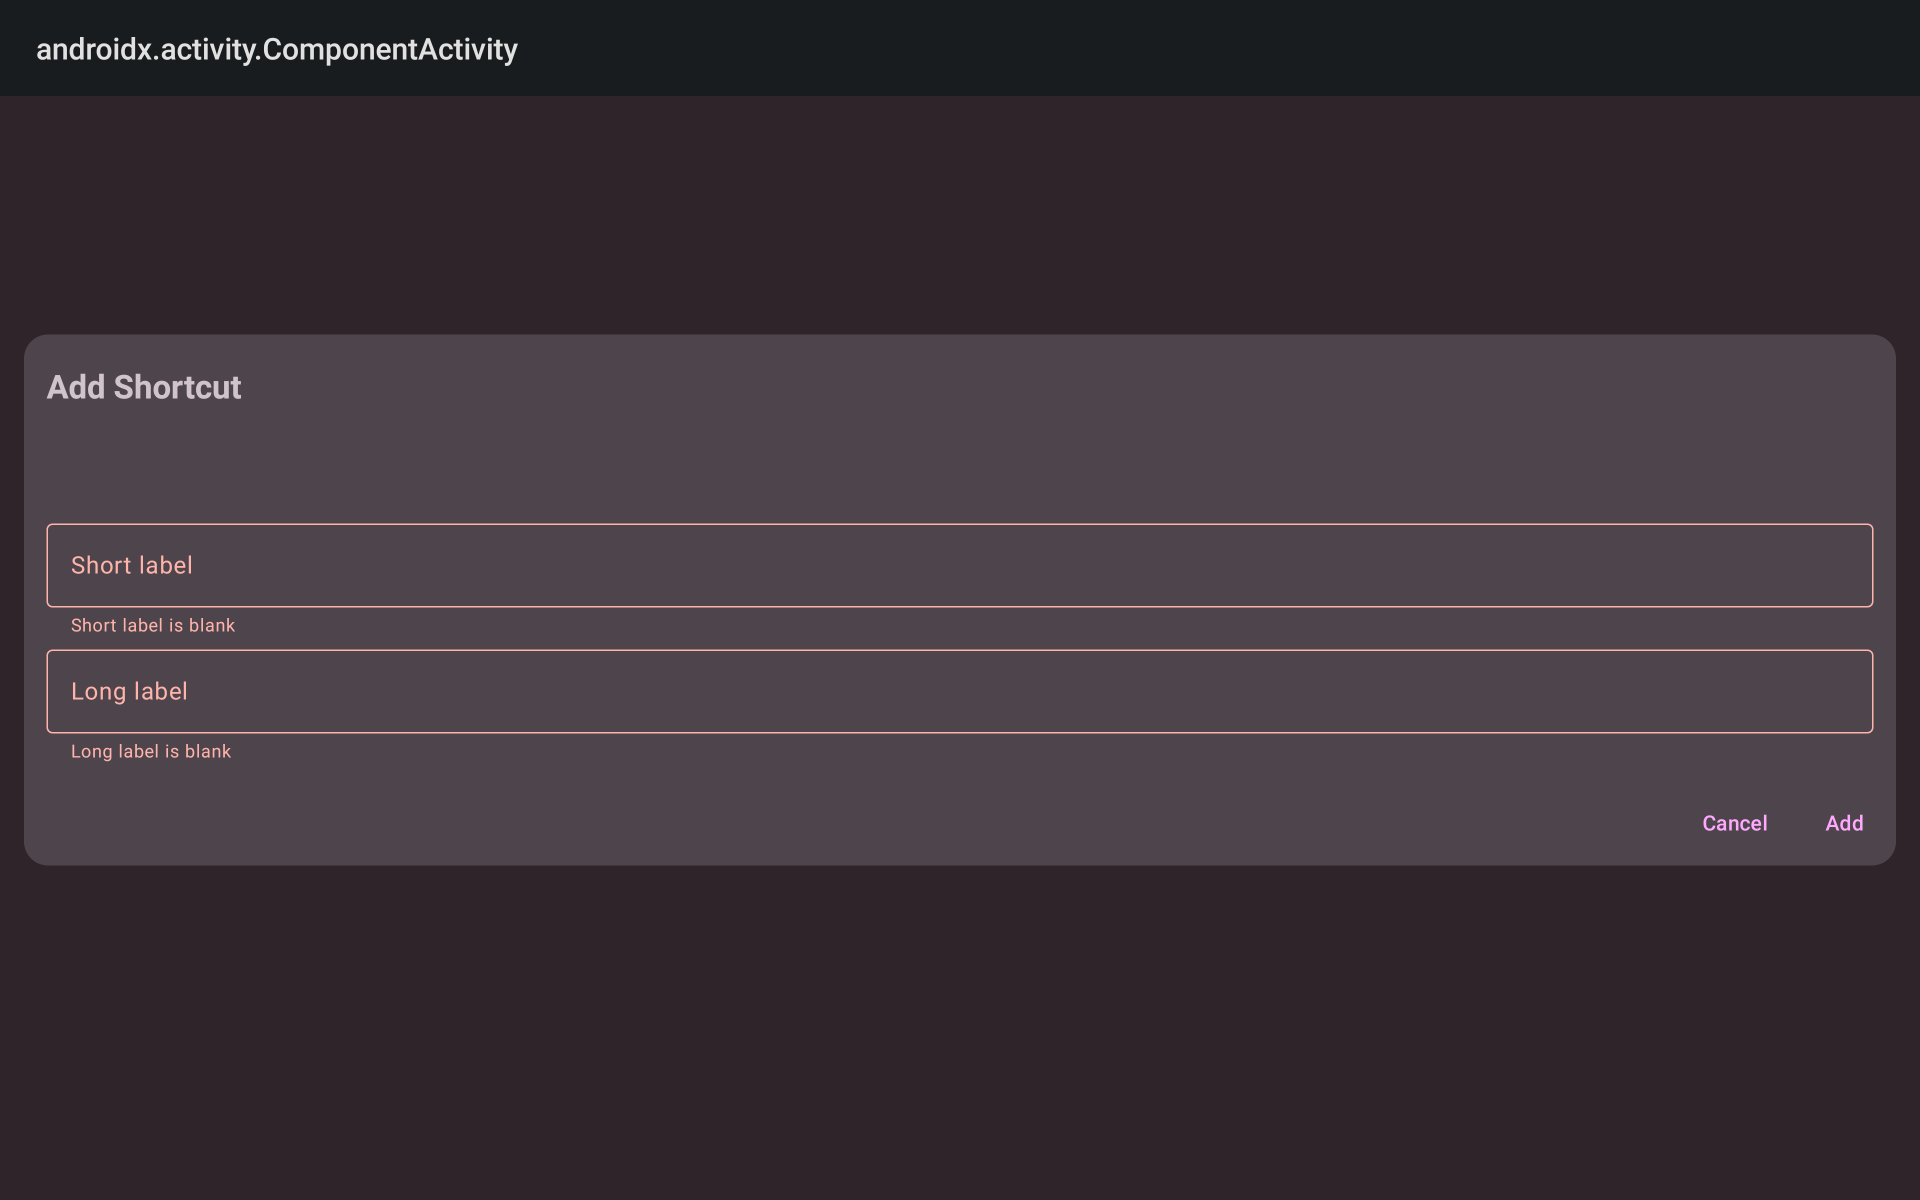 androidx.activity.ComponentActivity
Add Shortcut
Short label
Short label is blank
Long label
Long label is blank
Cancel Add